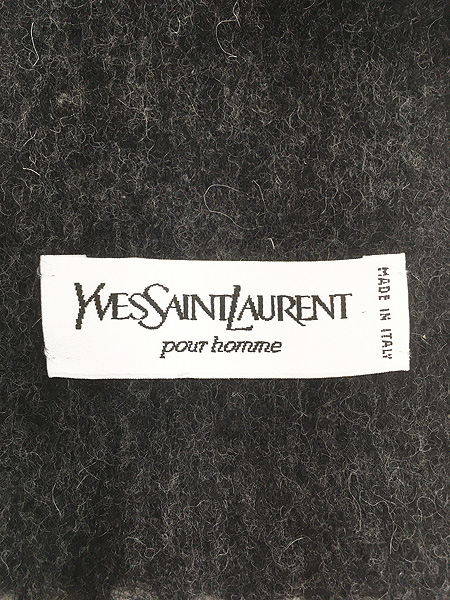 YVESSAINTLAURENT
pour homme
MADE IN ITALY